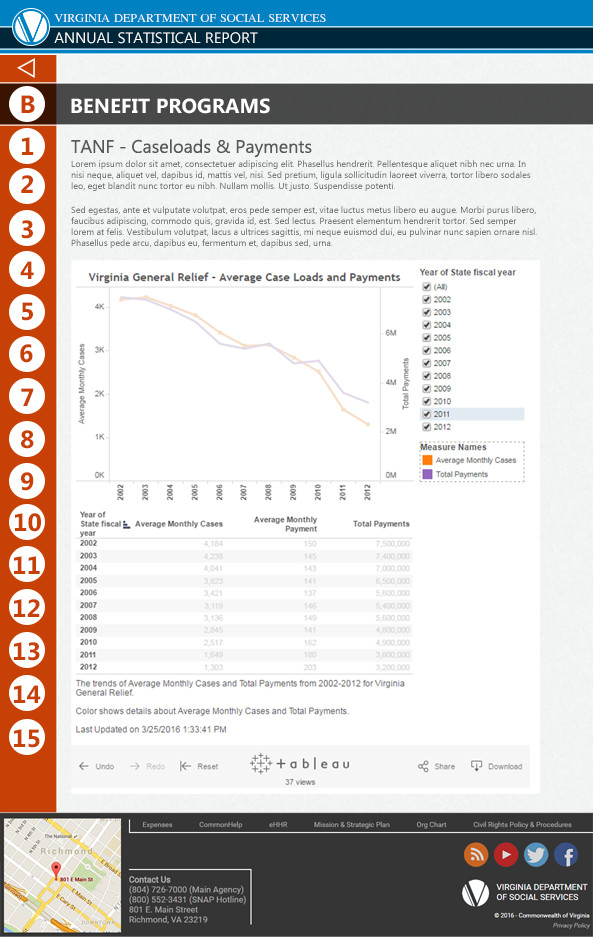 VIRGINIA DEPARTMENT OF SOCIAL SERVICES
ANNUAL STATISTICAL REPORT
B
BENEFIT PROGRAMS
1
2
3
4
5
6
7
8
9
10
11
12
13
14
15
TANF - Caseloads & Payments
Lorem ipsum dolor sit amet, consectetuer adipiscing elit. Phasellus hendrerit. Pellentesque aliquet nibh nec urna. In
nisi neque, aliquet vel, dapibus id, mattis vel, nisi. Sed pretium, ligula sollicitudin laoreet viverra, tortor libero sodales
leo, eget blandit nunc tortor eu nibh. Nullam mollis. Ut justo. Suspendisse potenti.
Sed egestas, ante et vulputate volutpat, eros pede semper est, vitae luctus metus libero eu augue. Morbi purus libero,
faucibus adipiscing, commodo quis, gravida id, est. Sed lectus. Praesent elementum hendrerit tortor. Sed semper
lorem at felis. Vestibulum volutpat, lacus a ultrices sagittis, mi neque euismod dui, eu pulvinar nunc sapien ornare nisl.
Phasellus pede arcu, dapibus eu, fermentum et, dapibus sed, urna.
Virginia General Relief - Average Case Loads and Payments
Average Monthly Cases
4K
3K
2K
1K
0K
6M
4M
2M
0M
Total Payments
2002 2003 2004 2005 2006 2007 2008 2009 2010 2011 2012
Year of State fiscal year
(All)
2002
2003
2004
2005
2006
2007
2008
2009
2010
2011
2012
Measure Names
Average Monthly Cases
Total Payments
Year of
State fiscal
year
Average Monthly Cases
Average Monthly
Payment
Total Payments
2002 4,184 150 7,500,000
2003 4,238 145 7,400,000
2004 4,041 143 7,000,000
2005 3,823 141 6,500,000
2006 3,421 137 5,600,000
2007 3,119 146 5,400,000
2008 3,136 149 5,600,000
2009 2,845 141 4,800,000
2010 2,517 162 4,900,000
2011 1,649 180 3,600,000
2012 1,303 203 3,200,000
The trends of Average Monthly Cases and Total Payments from 2002-2012 for Virginia
General Relief.
Color shows details about Average Monthly Cases and Total Payments.
Last Updated on 3/25/2016 1:33:41 PM
Undo Redo Reset
+ableau
37 views
Share Download
Expenses CommonHelp eHHR Mission & Strategic Plan Org Chart Civil Rights Policy & Procedures
N 3rd St
The National
Richmond
801 E Main St
E Main St
E Cary St
DOWNTOWN
Contact Us
(804) 726-7000 (Main Agency)
(800) 552-3431 (SNAP Hotline)
801 E. Main Street
Richmond, VA 23219
VIRGINIA DEPARTMENT
OF SOCIAL SERVICES
© 2016 - Commonwealth of Virginia
Privacy Policy